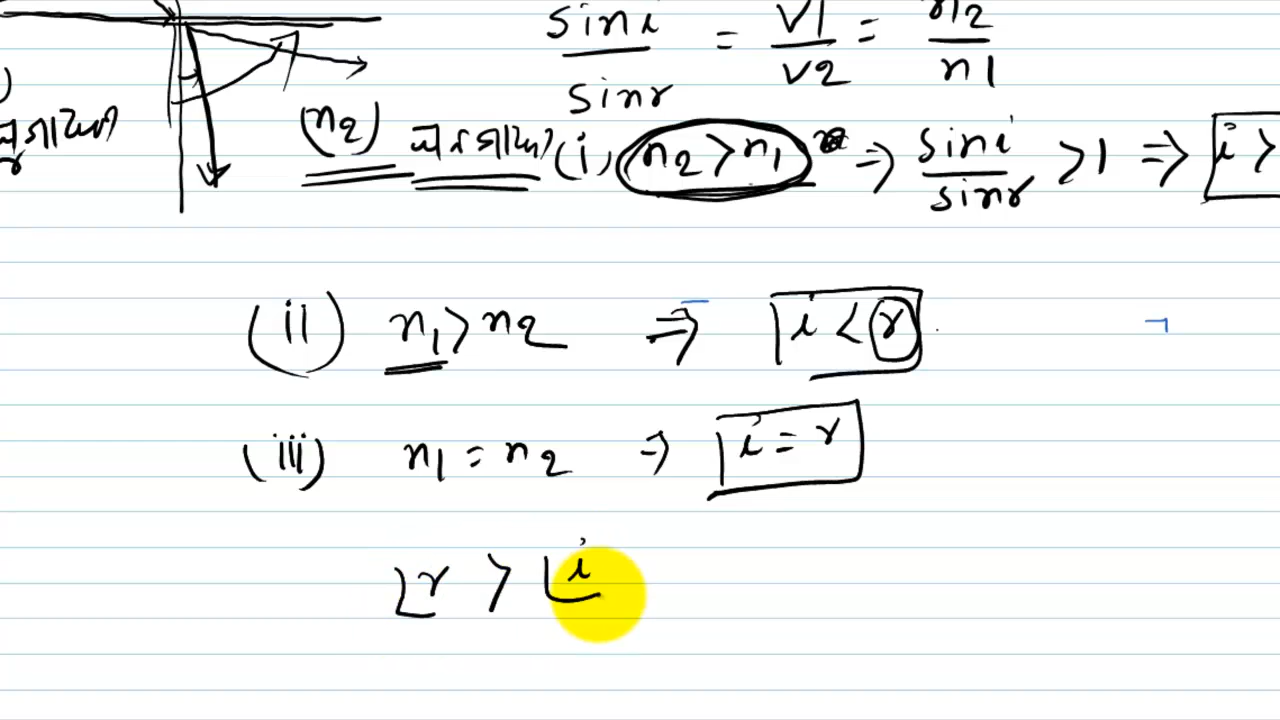 sin i / sin r = v1 / v2 = n2 / n1
(n2) (i) n2 > n1 ⇒ sin i / sin r > 1 ⇒ i >
(ii) n1 > n2 ⇒ i < r
(iii) n1 = n2 ⇒ i = r
∠r > ∠i